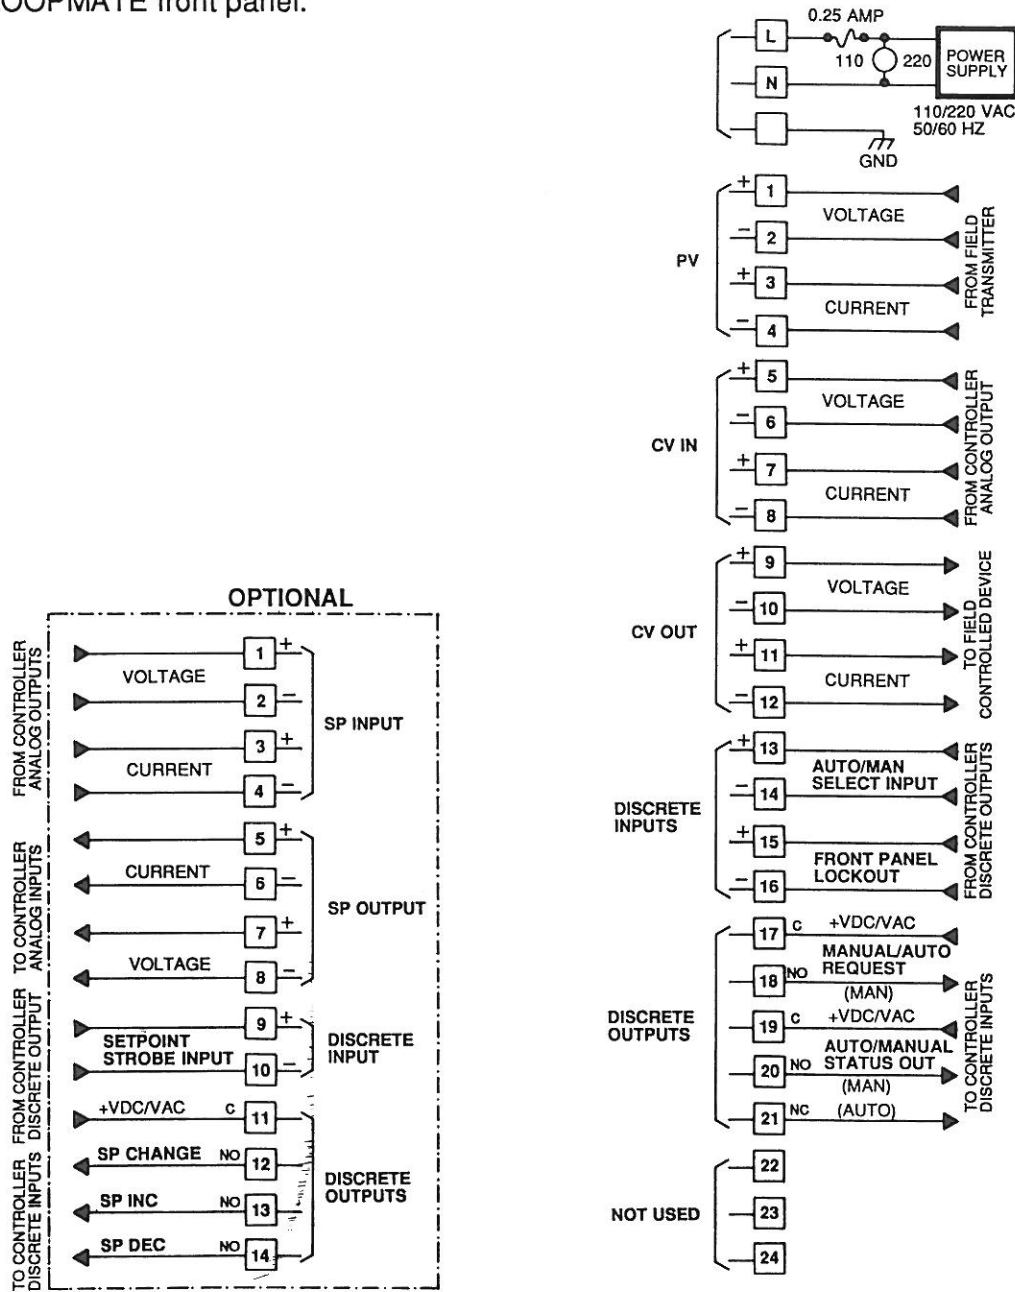 OOPMATE front panel.
0.25 AMP
L
110
220
POWER
SUPPLY
N
110/220 VAC
50/60 HZ
GND
PV
+ 1
VOLTAGE
− 2
+ 3
CURRENT
− 4
FROM FIELD
TRANSMITTER
CV IN
+ 5
VOLTAGE
− 6
+ 7
CURRENT
− 8
FROM CONTROLLER
ANALOG OUTPUT
CV OUT
+ 9
VOLTAGE
− 10
+ 11
CURRENT
− 12
TO FIELD
CONTROLLED DEVICE
DISCRETE
INPUTS
+ 13
AUTO/MAN
SELECT INPUT
− 14
+ 15
FRONT PANEL
LOCKOUT
− 16
FROM CONTROLLER
DISCRETE OUTPUTS
DISCRETE
OUTPUTS
17 C +VDC/VAC
MANUAL/AUTO
REQUEST
18 NO
(MAN)
19 C +VDC/VAC
AUTO/MANUAL
STATUS OUT
20 NO
(MAN)
21 NC (AUTO)
TO CONTROLLER
DISCRETE INPUTS
NOT USED
22
23
24
OPTIONAL
FROM CONTROLLER
ANALOG OUTPUTS
1 +
VOLTAGE
2 −
SP INPUT
3 +
CURRENT
4 −
TO CONTROLLER
ANALOG INPUTS
5 +
CURRENT
6 −
SP OUTPUT
7 +
VOLTAGE
8 −
FROM CONTROLLER
DISCRETE OUTPUT
9 +
SETPOINT
STROBE INPUT
10 −
DISCRETE
INPUT
+VDC/VAC C 11
TO CONTROLLER
DISCRETE INPUTS
SP CHANGE NO 12
DISCRETE
OUTPUTS
SP INC NO 13
SP DEC NO 14